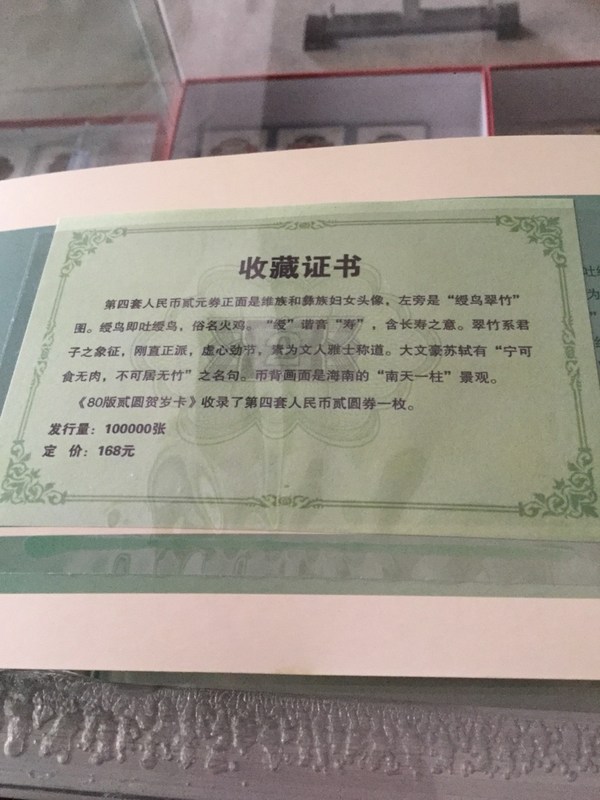 收藏证书
第四套人民币贰元券正面是维族和彝族妇女头像，左旁是“绶鸟翠竹”
图。绶鸟即吐绶鸟，俗名火鸡。“绶”谐音“寿”，含长寿之意。翠竹系君
子之象征，刚直正派，虚心劲节，素为文人雅士称道。大文豪苏轼有“宁可
食无肉，不可居无竹”之名句。币背画面是海南的“南天一柱”景观。
《80版贰圆贺岁卡》收录了第四套人民币贰圆券一枚。
发行量：100000张
定 价：168元